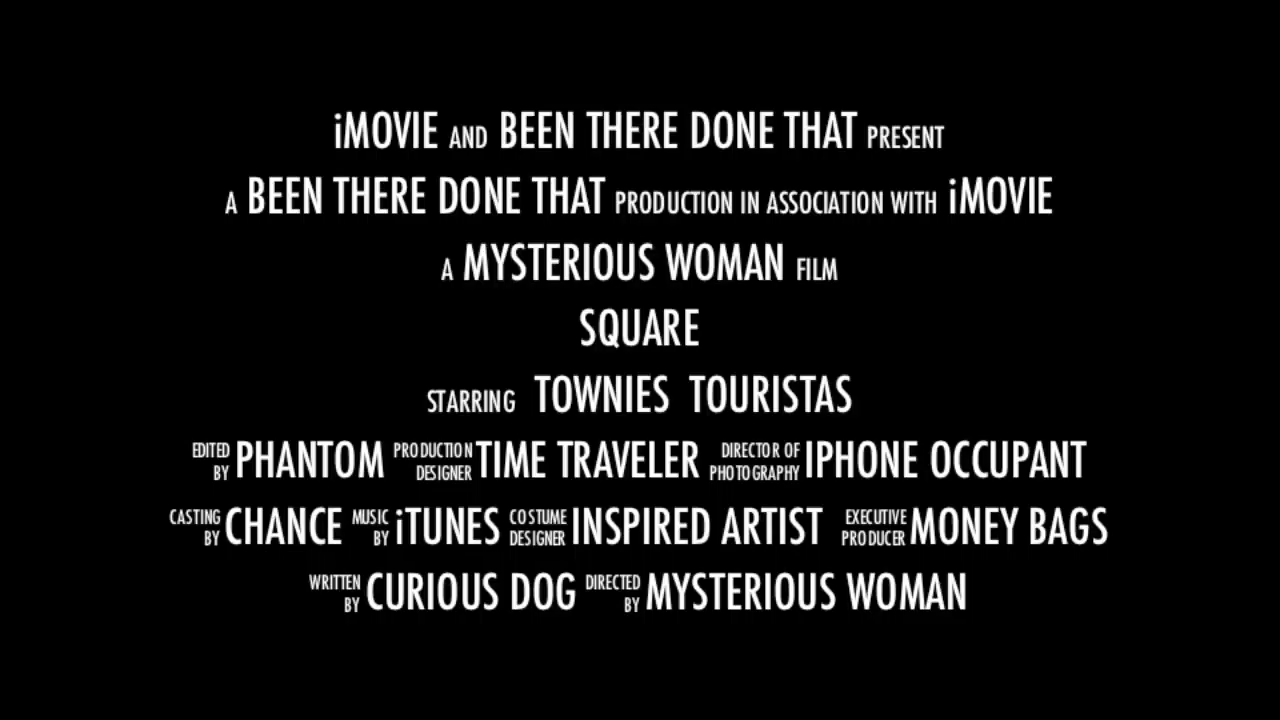 iMOVIE AND BEEN THERE DONE THAT PRESENT
A BEEN THERE DONE THAT PRODUCTION IN ASSOCIATION WITH iMOVIE
A MYSTERIOUS WOMAN FILM
SQUARE
STARRING TOWNIES TOURISTAS
EDITED BY PHANTOM PRODUCTION DESIGNER TIME TRAVELER DIRECTOR OF PHOTOGRAPHY IPHONE OCCUPANT
CASTING BY CHANCE MUSIC BY iTUNES COSTUME DESIGNER INSPIRED ARTIST EXECUTIVE PRODUCER MONEY BAGS
WRITTEN BY CURIOUS DOG DIRECTED BY MYSTERIOUS WOMAN